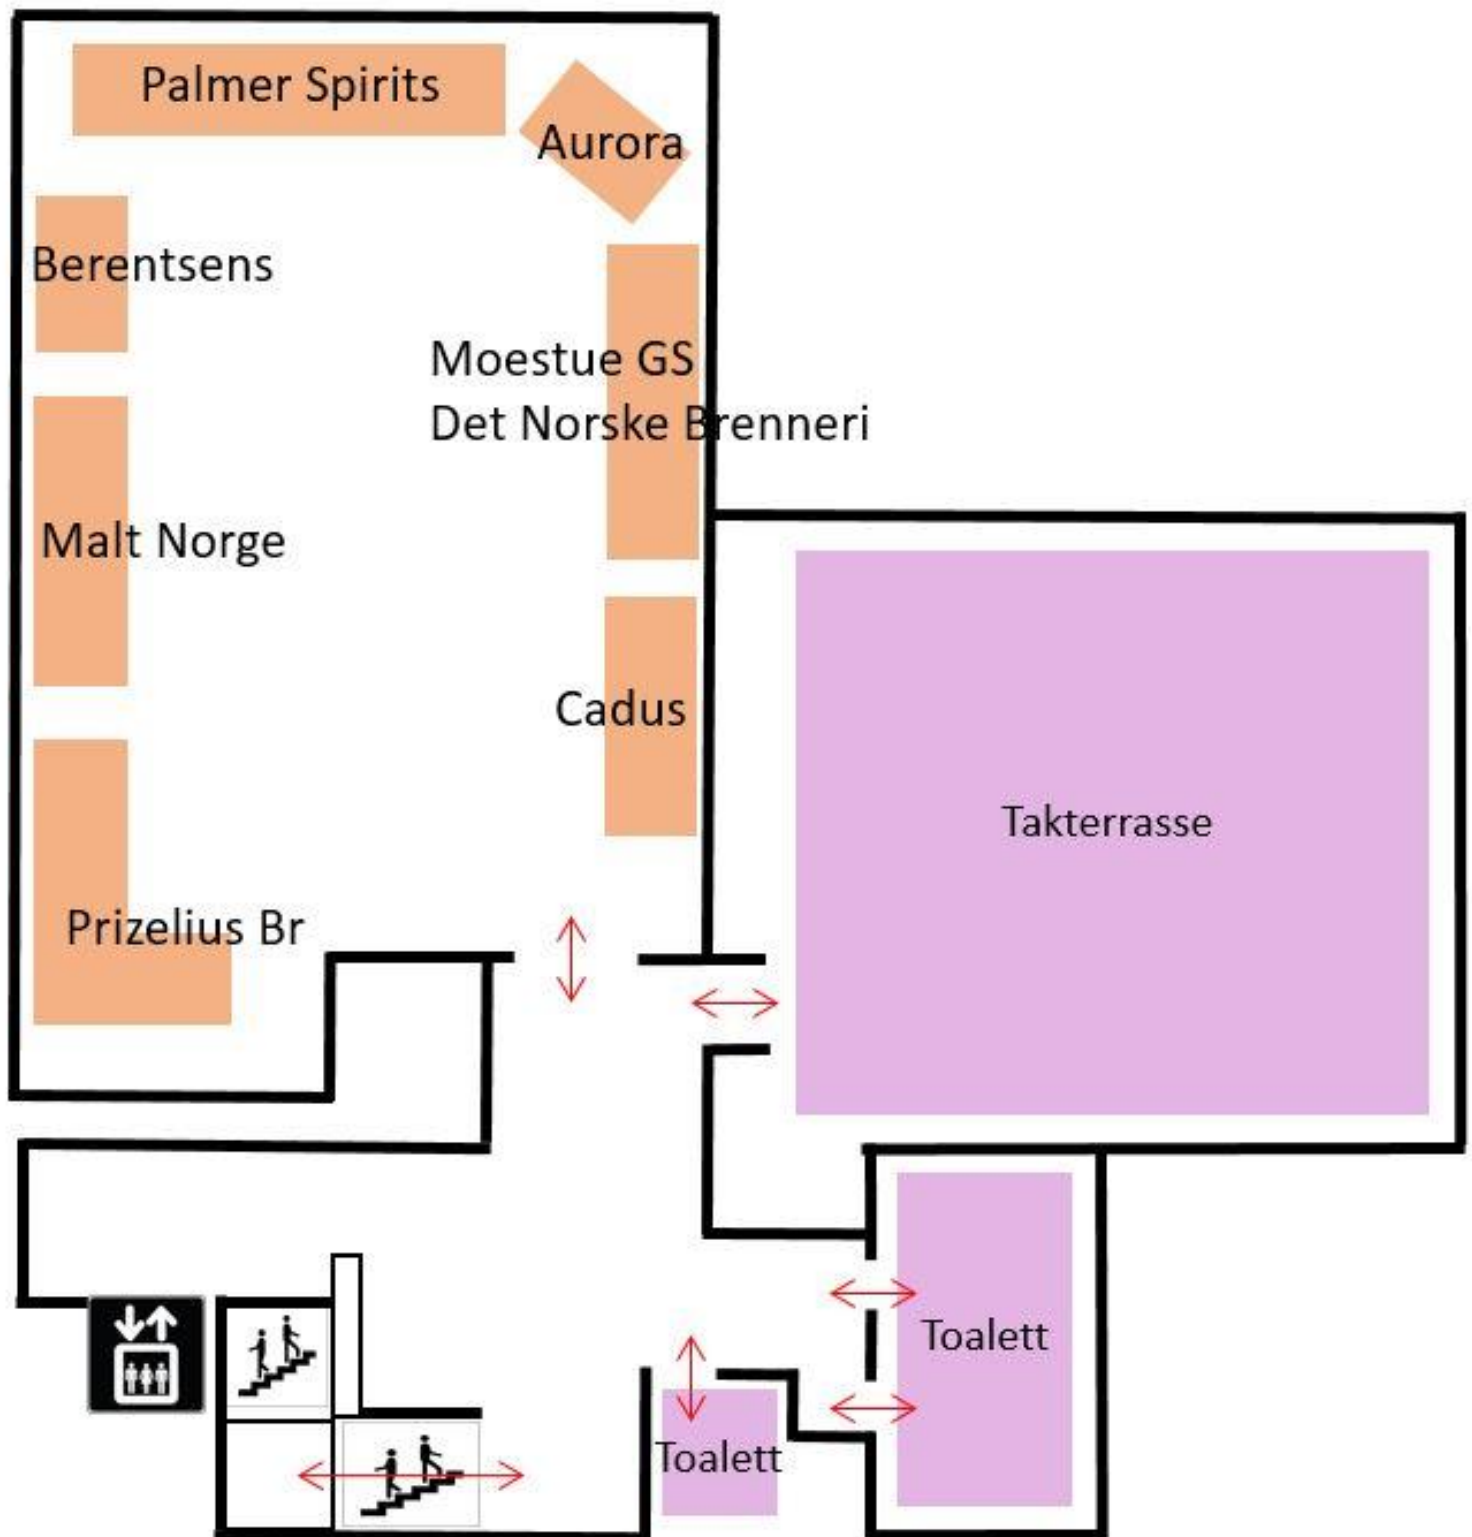 Palmer Spirits
Aurora
Berentsens
Moestue GS
Det Norske Brenneri
Malt Norge
Cadus
Takterrasse
Prizelius Br
Toalett
Toalett